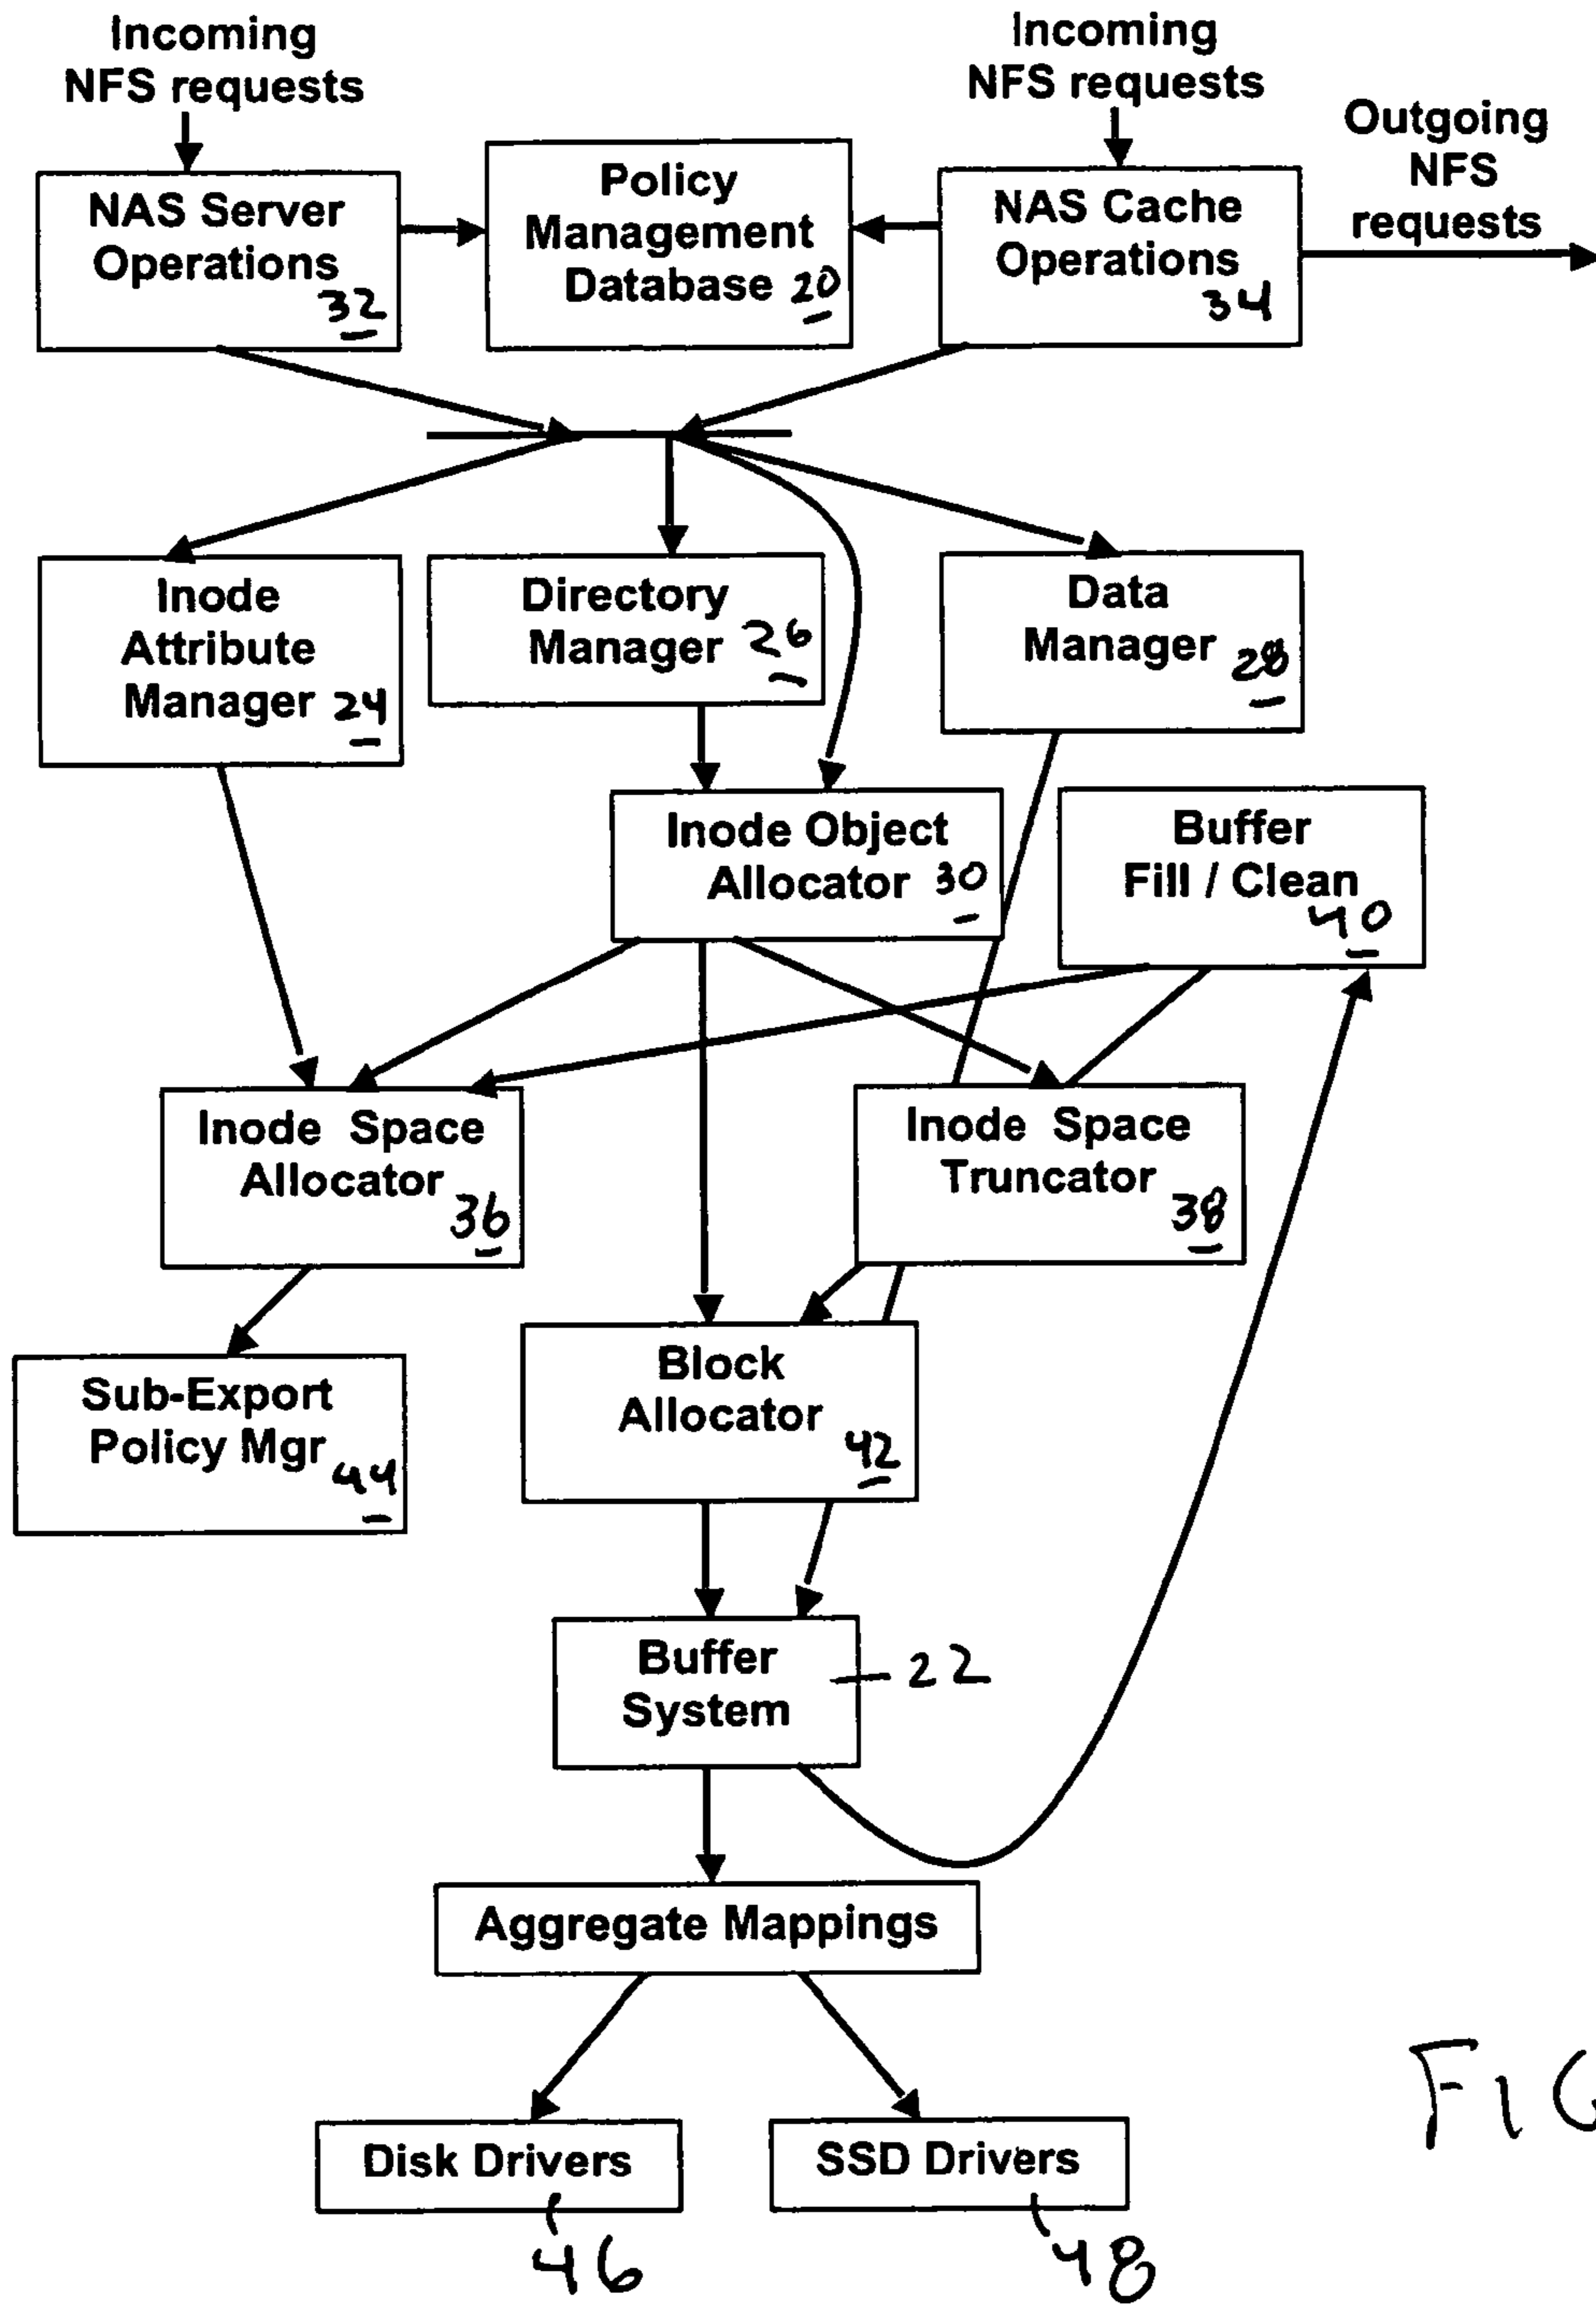 Incoming
NFS requests
Incoming
NFS requests
Outgoing
NFS
requests
NAS Server
Operations
32
Policy
Management
Database 20
NAS Cache
Operations
34
Inode
Attribute
Manager 24
Directory
Manager 26
Data
Manager 28
Inode Object
Allocator 30
Buffer
Fill / Clean
40
Inode Space
Allocator
36
Inode Space
Truncator
38
Sub-Export
Policy Mgr
44
Block
Allocator
42
Buffer
System
22
Aggregate Mappings
Disk Drivers
SSD Drivers
46
48